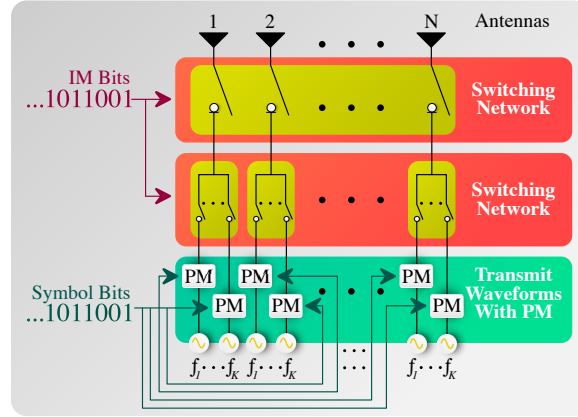 1 2 • • • N Antennas
IM Bits
...1011001
• • •
Switching
Network
• • •
• • •
• • •
• • •
Switching
Network
Symbol Bits
...1011001
PM PM PM
PM PM PM
• • •
Transmit
Waveforms
With PM
f1 ··· fK f1 ··· fK ··· ··· f1 ··· fK